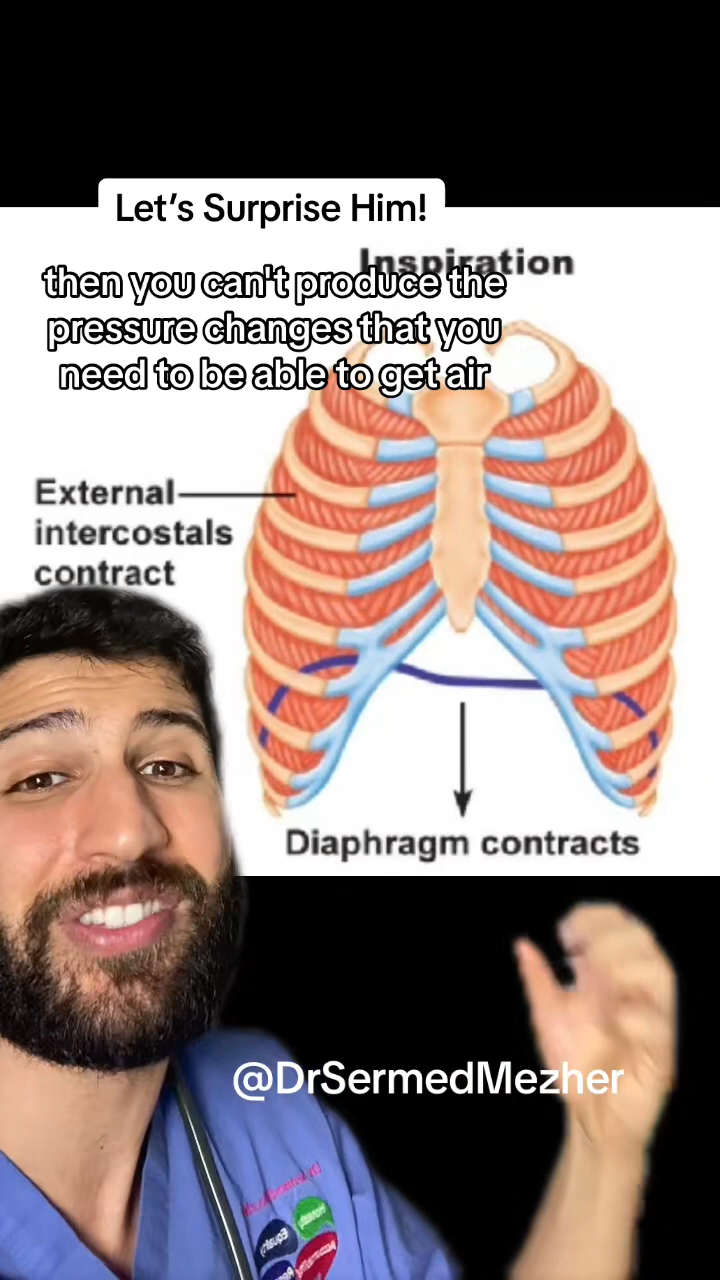 Let's Surprise Him!
Inspiration
then you can't produce the
pressure changes that you
need to be able to get air
External
intercostals
contract
Diaphragm contracts
@DrSermedMezher
Equality